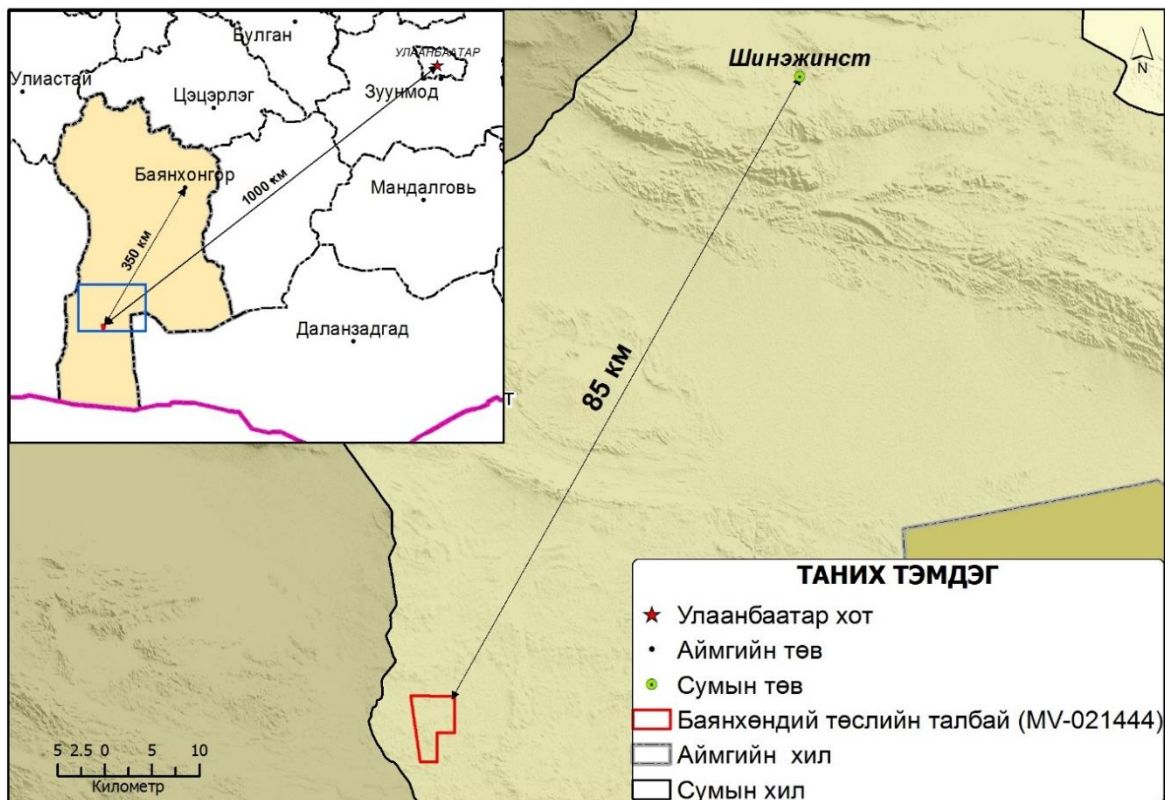 Булган
УЛААНБААТАР
Улиастай
Цэцэрлэг
Зуунмод
Баянхонгор
Мандалговь
1000 км
350 км
Даланзадгад
Т
Шинэжинст
N
85 км
ТАНИХ ТЭМДЭГ
Улаанбаатар хот
Аймгийн төв
Сумын төв
Баянхөндий төслийн талбай (MV-021444)
Аймгийн хил
Сумын хил
5 2.5 0 5 10
Километр